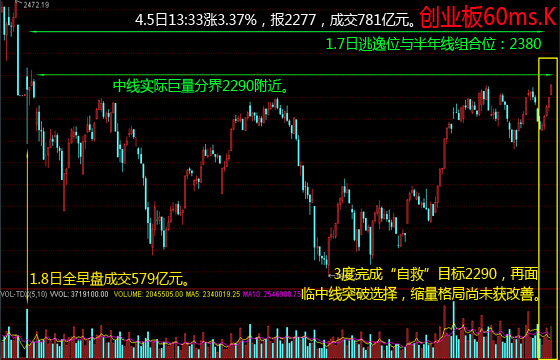 2472.19
4.5日13:33涨3.37%，报2277，成交781亿元。
创业板60ms.K
1.7日逃逸位与半年线组合位：2380
中线实际巨量分界2290附近。
3度完成“自救”目标2290，再面
临中线突破选择，缩量格局尚未获改善。
1.8日全早盘成交579亿元。
VOL-TDX(5,10) VVOL: 3719100.00 VOLUME: 2045505.00 MA5: 2340019.25 MA10: 2546980.75